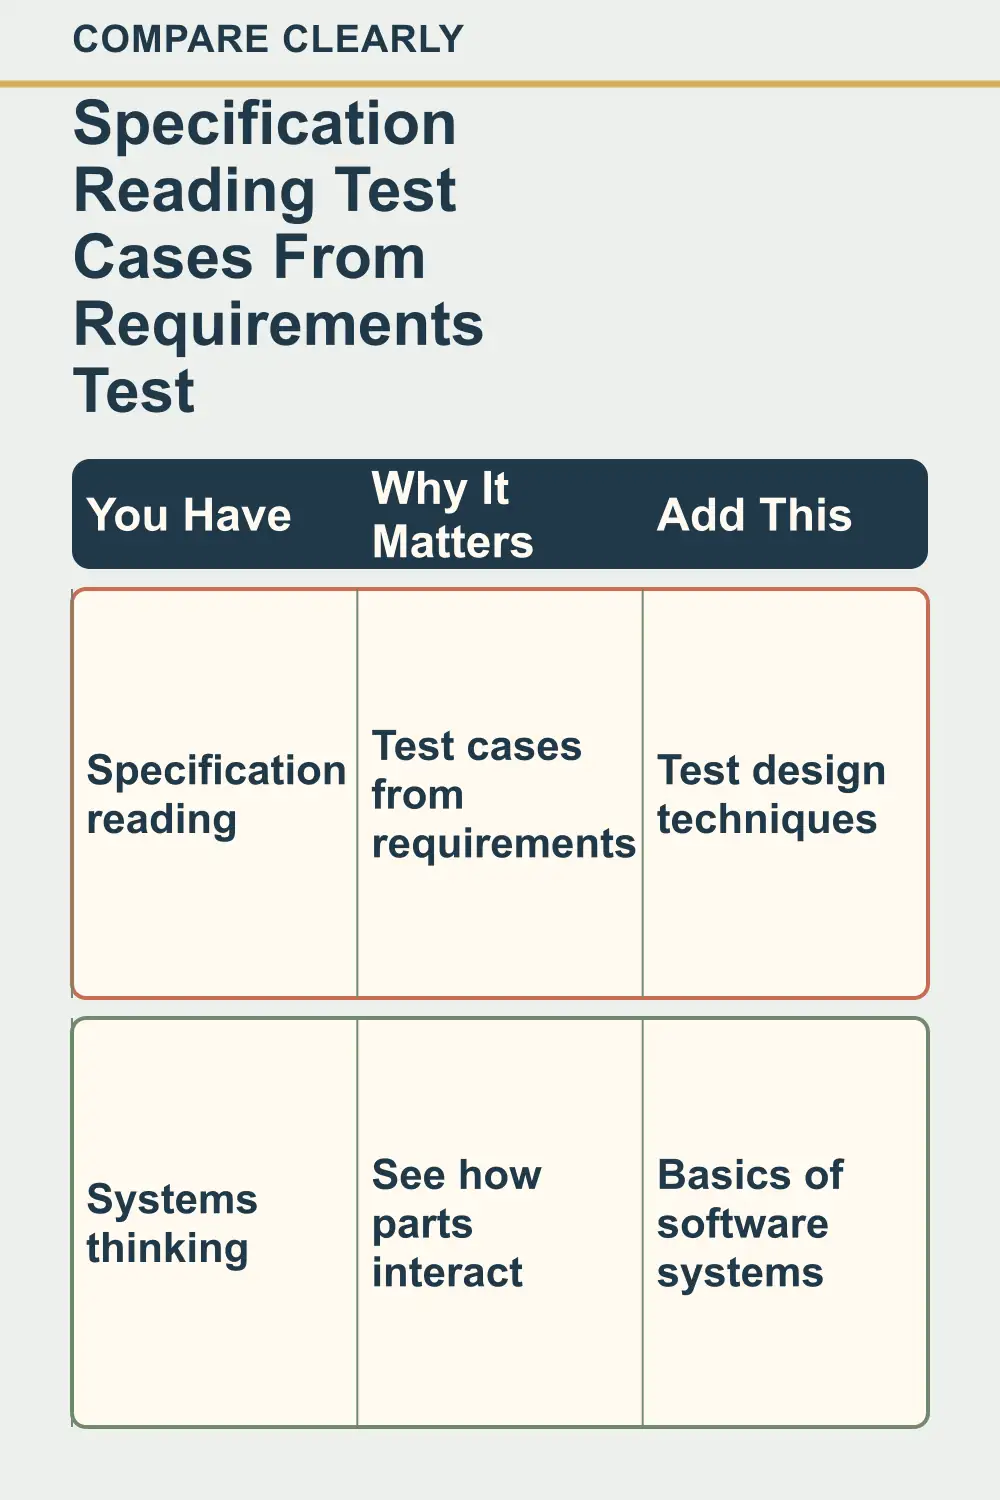 COMPARE CLEARLY
Specification
Reading Test
Cases From
Requirements
Test
You Have
Why It
Matters
Add This
Specification
reading
Test cases
from
requirements
Test design
techniques
Systems
thinking
See how
parts
interact
Basics of
software
systems